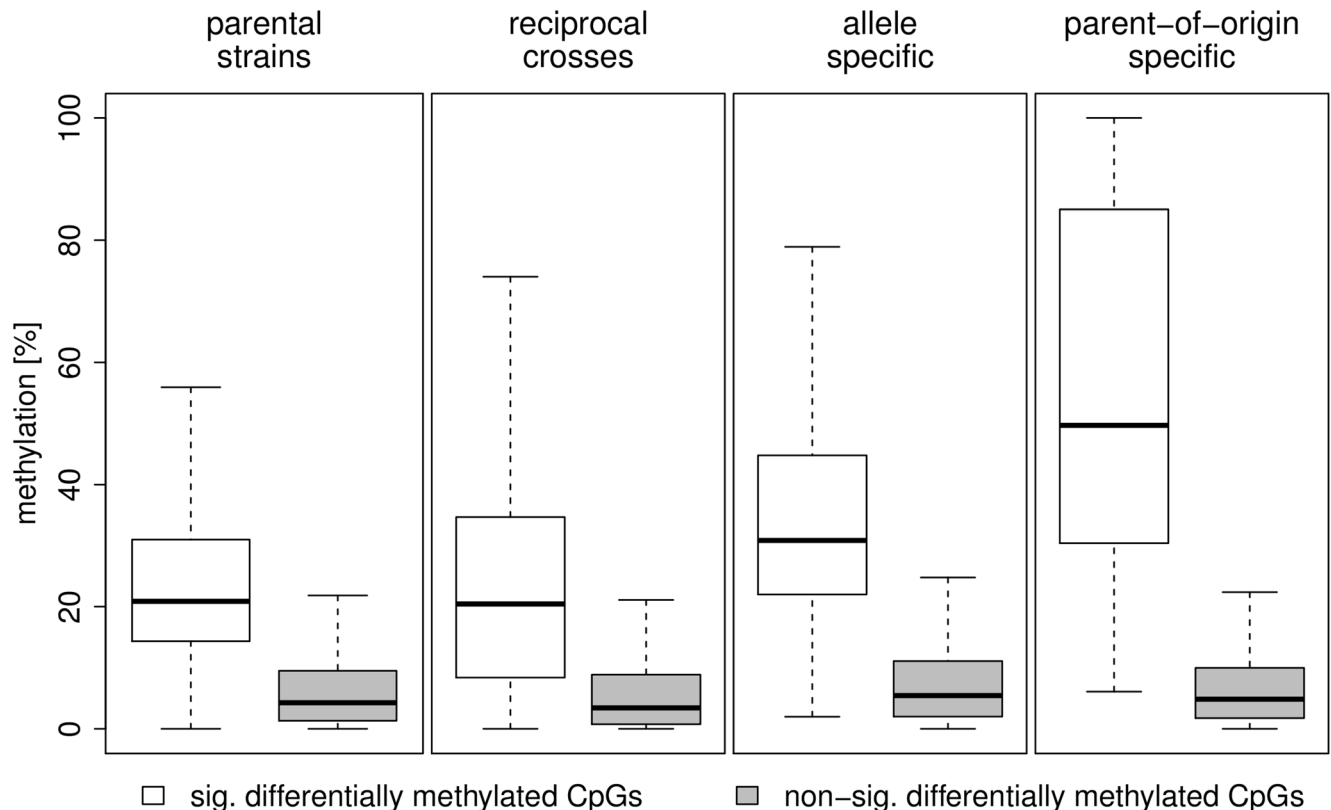 parental
strains
reciprocal
crosses
allele
specific
parent−of−origin
specific
100
80
60
40
20
0
methylation [%]
sig. differentially methylated CpGs
non−sig. differentially methylated CpGs